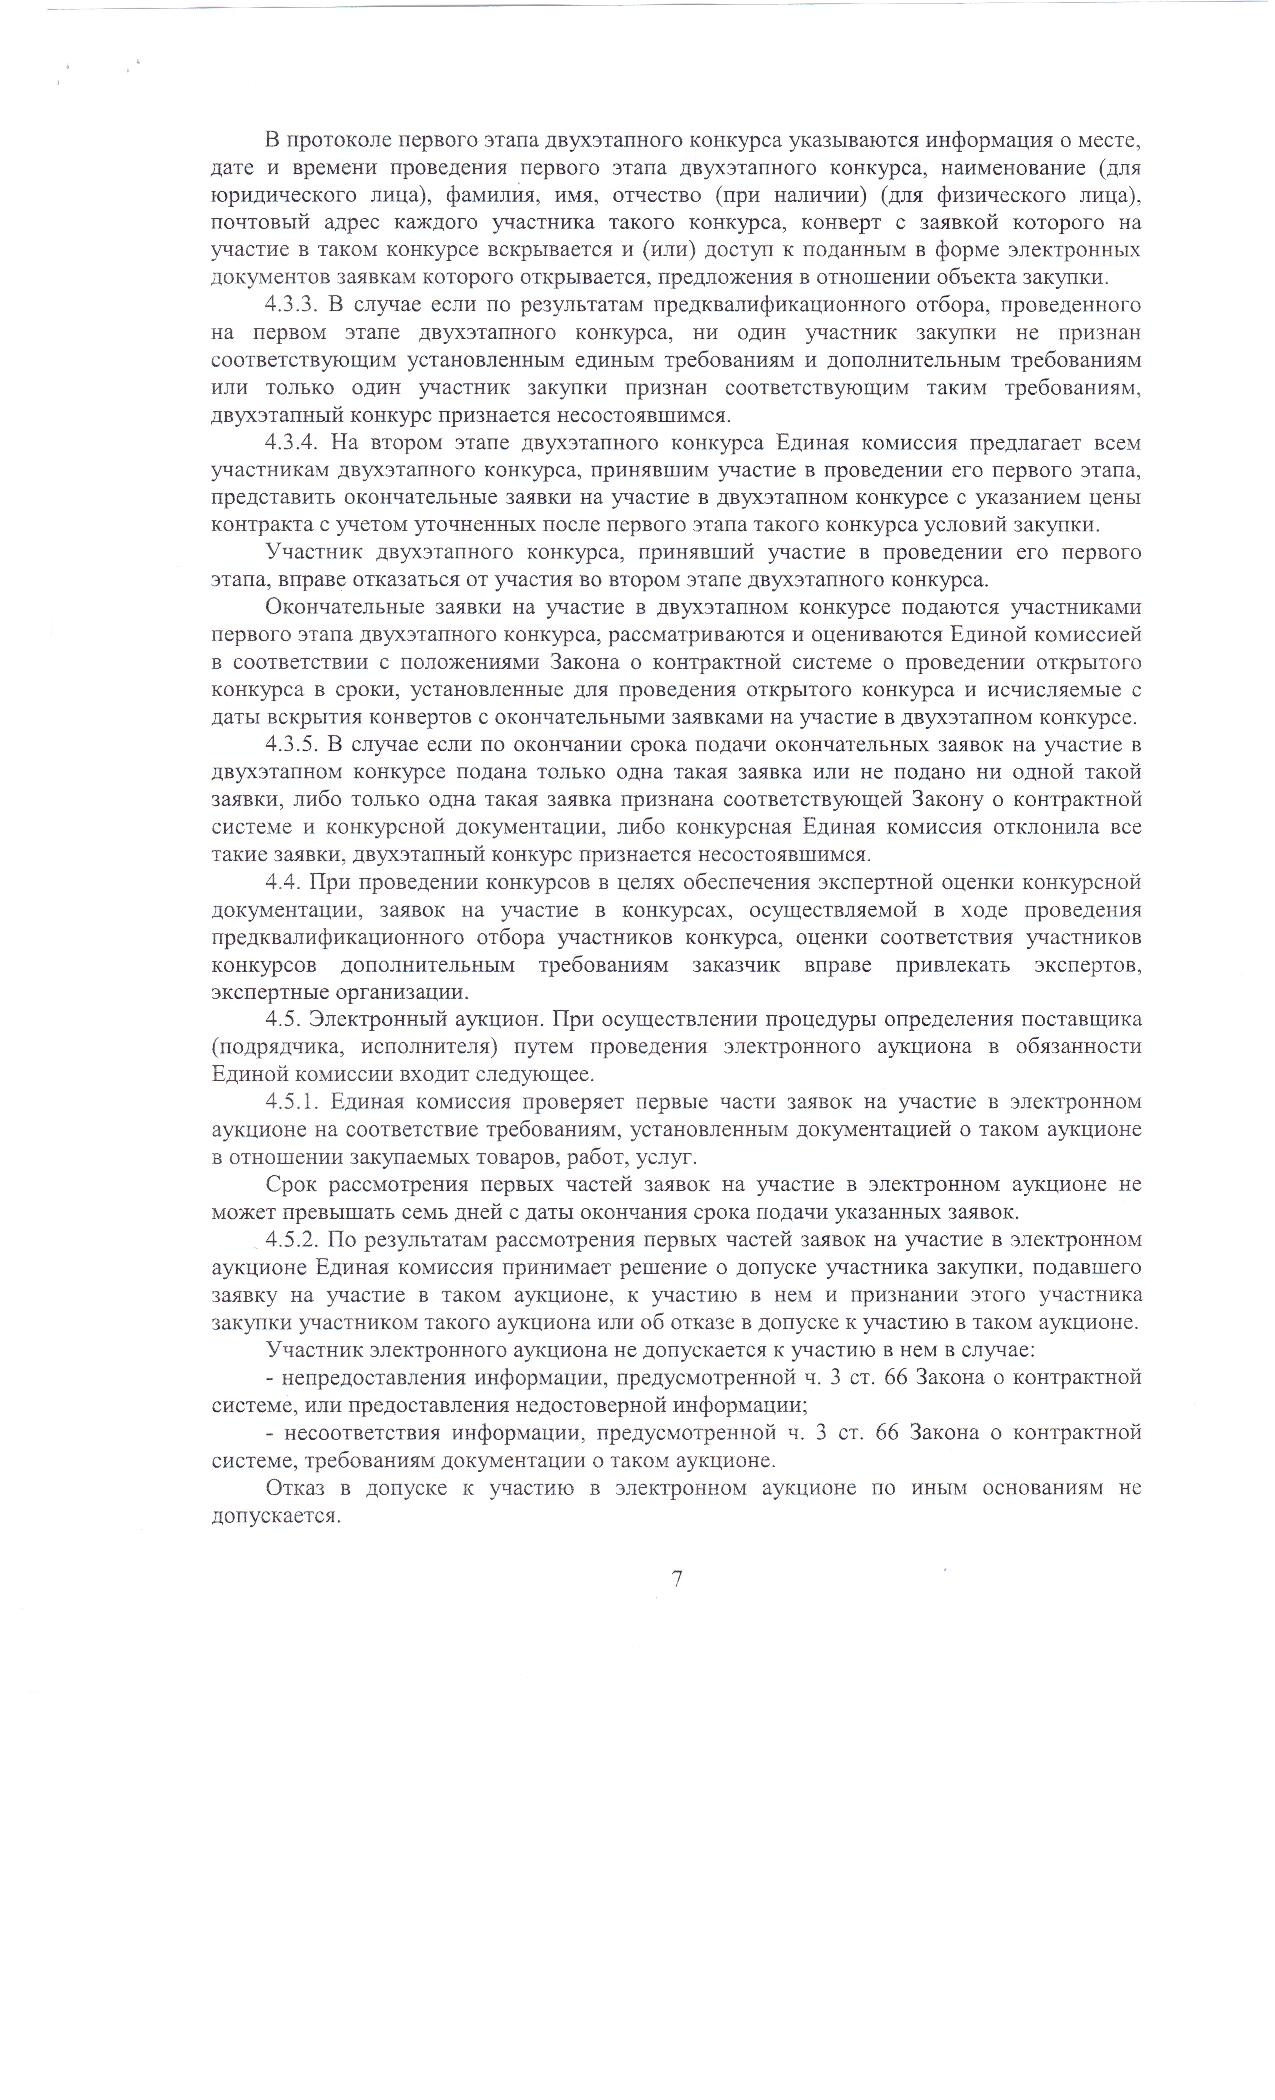 В протоколе первого этапа двухэтапного конкурса указываются информация о месте,
дате и времени проведения первого этапа двухэтапного конкурса, наименование (для
юридического лица), фамилия, имя, отчество (при наличии) (для физического лица),
почтовый адрес каждого участника такого конкурса, конверт с заявкой которого на
участие в таком конкурсе вскрывается и (или) доступ к поданным в форме электронных
документов заявкам которого открывается, предложения в отношении объекта закупки.
4.3.3. В случае если по результатам предквалификационного отбора, проведенного
на первом этапе двухэтапного конкурса, ни один участник закупки не признан
соответствующим установленным единым требованиям и дополнительным требованиям
или только один участник закупки признан соответствующим таким требованиям,
двухэтапный конкурс признается несостоявшимся.
4.3.4. На втором этапе двухэтапного конкурса Единая комиссия предлагает всем
участникам двухэтапного конкурса, принявшим участие в проведении его первого этапа,
представить окончательные заявки на участие в двухэтапном конкурсе с указанием цены
контракта с учетом уточненных после первого этапа такого конкурса условий закупки.
Участник двухэтапного конкурса, принявший участие в проведении его первого
этапа, вправе отказаться от участия во втором этапе двухэтапного конкурса.
Окончательные заявки на участие в двухэтапном конкурсе подаются участниками
первого этапа двухэтапного конкурса, рассматриваются и оцениваются Единой комиссией
в соответствии с положениями Закона о контрактной системе о проведении открытого
конкурса в сроки, установленные для проведения открытого конкурса и исчисляемые с
даты вскрытия конвертов с окончательными заявками на участие в двухэтапном конкурсе.
4.3.5. В случае если по окончании срока подачи окончательных заявок на участие в
двухэтапном конкурсе подана только одна такая заявка или не подано ни одной такой
заявки, либо только одна такая заявка признана соответствующей Закону о контрактной
системе и конкурсной документации, либо конкурсная Единая комиссия отклонила все
такие заявки, двухэтапный конкурс признается несостоявшимся.
4.4. При проведении конкурсов в целях обеспечения экспертной оценки конкурсной
документации, заявок на участие в конкурсах, осуществляемой в ходе проведения
предквалификационного отбора участников конкурса, оценки соответствия участников
конкурсов дополнительным требованиям заказчик вправе привлекать экспертов,
экспертные организации.
4.5. Электронный аукцион. При осуществлении процедуры определения поставщика
(подрядчика, исполнителя) путем проведения электронного аукциона в обязанности
Единой комиссии входит следующее.
4.5.1. Единая комиссия проверяет первые части заявок на участие в электронном
аукционе на соответствие требованиям, установленным документацией о таком аукционе
в отношении закупаемых товаров, работ, услуг.
Срок рассмотрения первых частей заявок на участие в электронном аукционе не
может превышать семь дней с даты окончания срока подачи указанных заявок.
4.5.2. По результатам рассмотрения первых частей заявок на участие в электронном
аукционе Единая комиссия принимает решение о допуске участника закупки, подавшего
заявку на участие в таком аукционе, к участию в нем и признании этого участника
закупки участником такого аукциона или об отказе в допуске к участию в таком аукционе.
Участник электронного аукциона не допускается к участию в нем в случае:
- непредоставления информации, предусмотренной ч. 3 ст. 66 Закона о контрактной
системе, или предоставления недостоверной информации;
- несоответствия информации, предусмотренной ч. 3 ст. 66 Закона о контрактной
системе, требованиям документации о таком аукционе.
Отказ в допуске к участию в электронном аукционе по иным основаниям не
допускается.
7